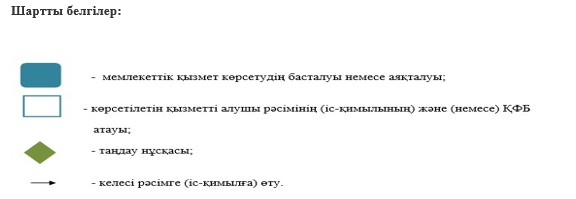 Шартты белгілер:
- мемлекеттік қызмет көрсетудің басталуы немесе аяқталуы;
- көрсетілетін қызметті алушы рәсімінің (іс-қимылының) және (немесе) ҚФБ
атауы;
- таңдау нұсқасы;
- келесі рәсімге (іс-қимылға) өту.